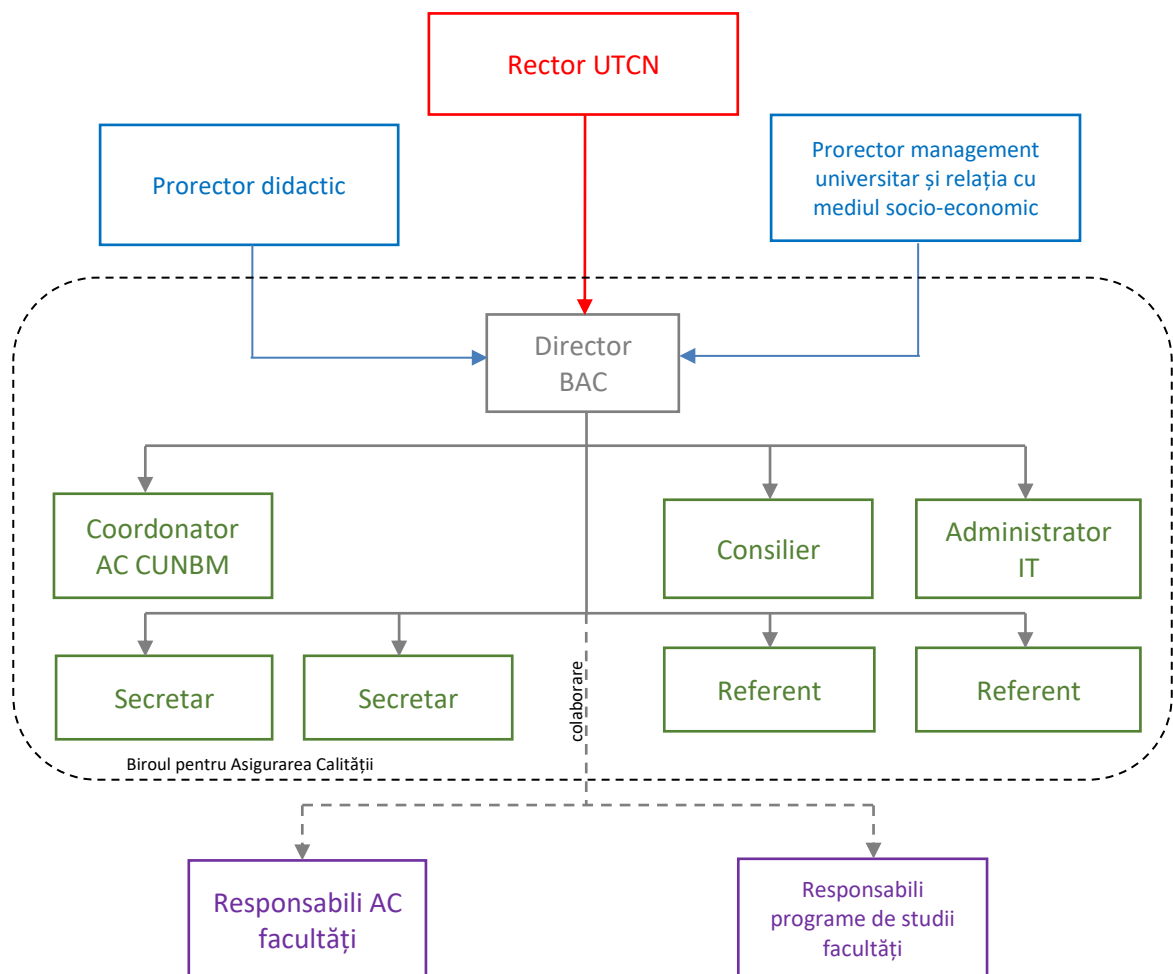 Rector UTCN
Prorector didactic
Prorector management
universitar și relația cu
mediul socio-economic
Director
BAC
Coordonator
AC CUNBM
Consilier
Administrator
IT
Secretar
Secretar
Referent
Referent
colaborare
Biroul pentru Asigurarea Calității
Responsabili AC
facultăți
Responsabili
programe de studii
facultăți